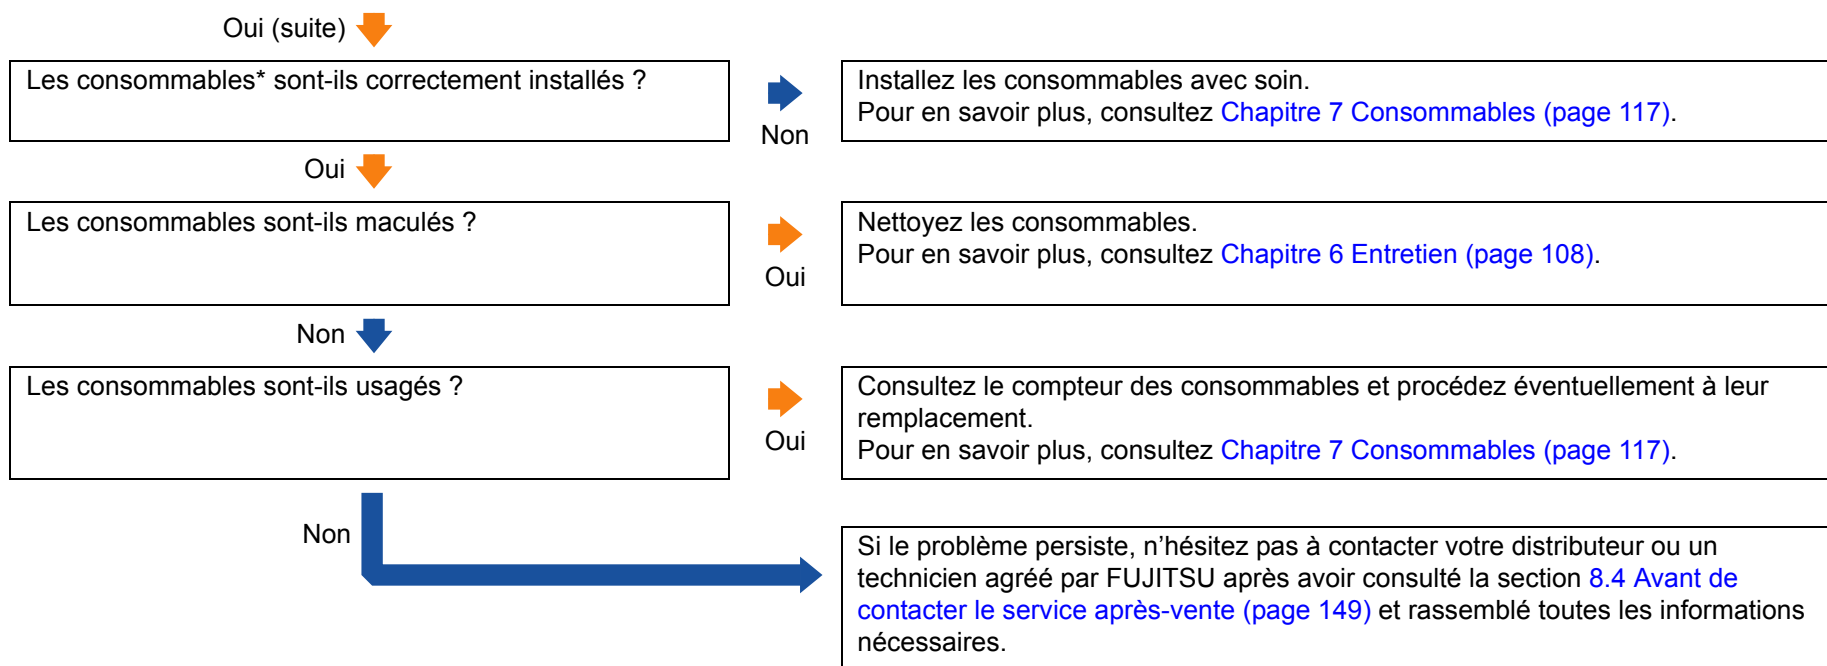 Oui (suite)
Les consommables* sont-ils correctement installés ?
Non
Installez les consommables avec soin.
Pour en savoir plus, consultez Chapitre 7 Consommables (page 117).
Oui
Les consommables sont-ils maculés ?
Oui
Nettoyez les consommables.
Pour en savoir plus, consultez Chapitre 6 Entretien (page 108).
Non
Les consommables sont-ils usagés ?
Oui
Consultez le compteur des consommables et procédez éventuellement à leur
remplacement.
Pour en savoir plus, consultez Chapitre 7 Consommables (page 117).
Non
Si le problème persiste, n’hésitez pas à contacter votre distributeur ou un
technicien agréé par FUJITSU après avoir consulté la section 8.4 Avant de
contacter le service après-vente (page 149) et rassemblé toutes les informations
nécessaires.